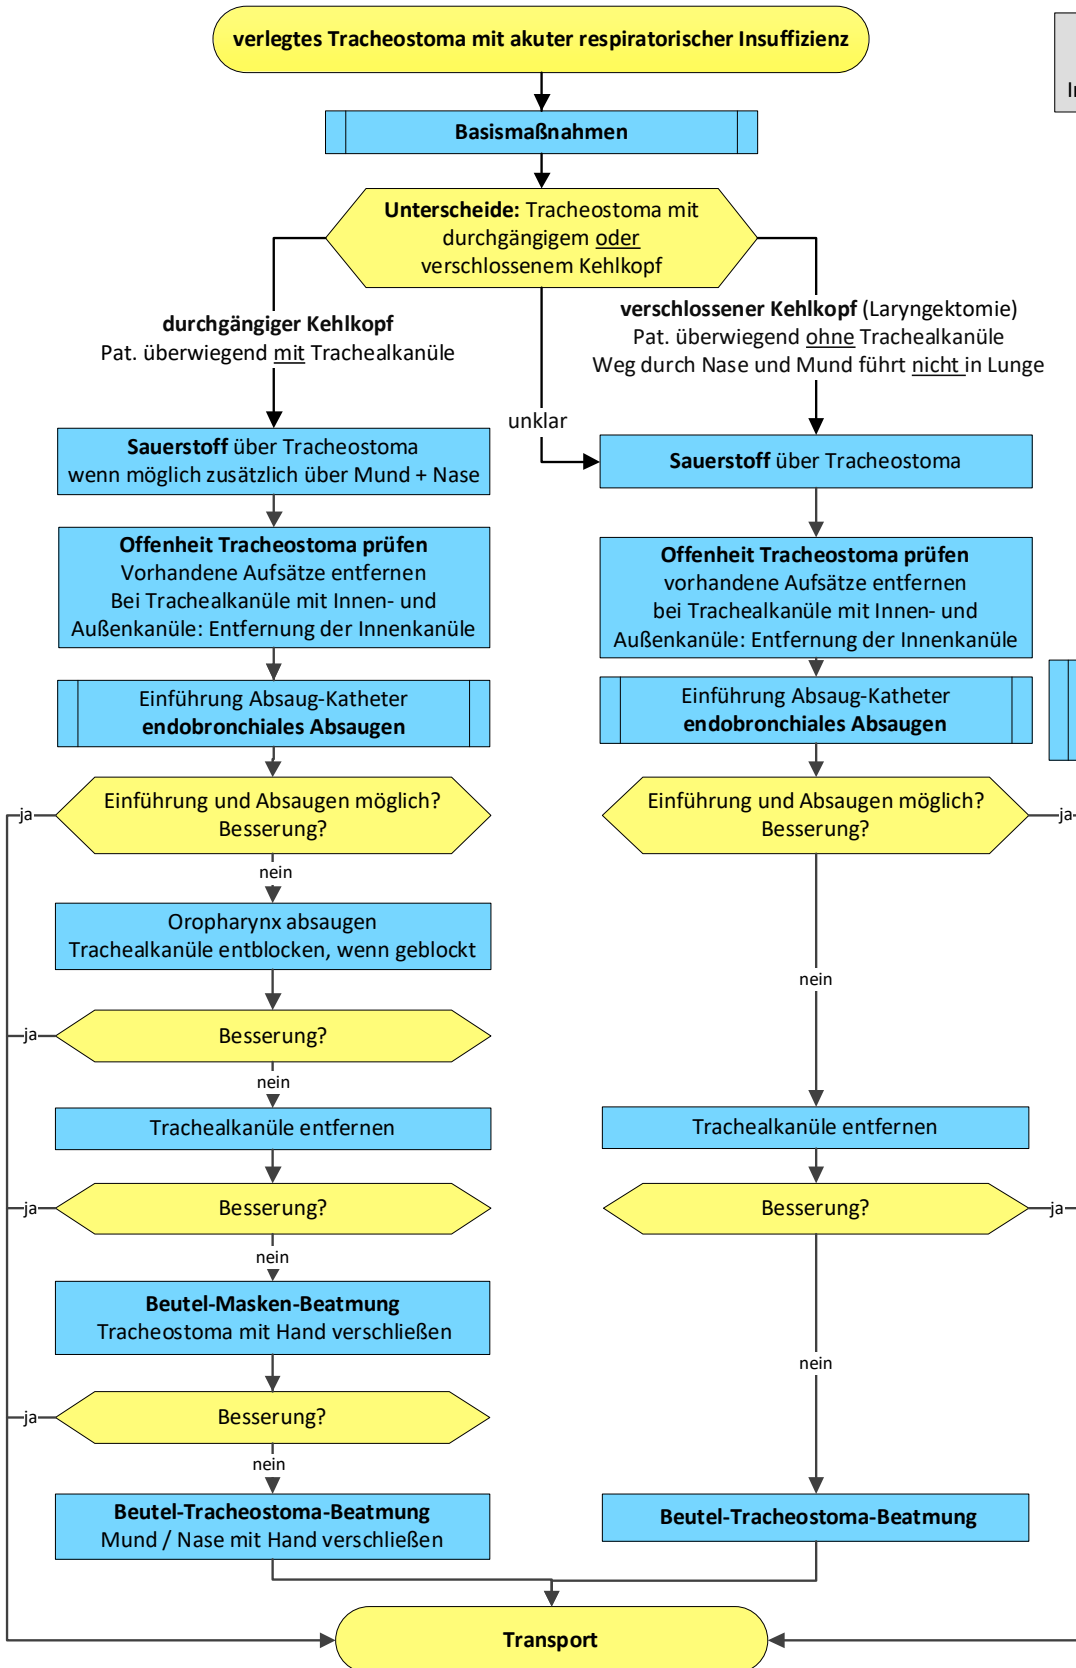 verlegtes Tracheostoma mit akuter respiratorischer Insuffizienz
Basismaßnahmen
Unterscheide: Tracheostoma mit
durchgängigem oder
verschlossenem Kehlkopf
durchgängiger Kehlkopf
Pat. überwiegend mit Trachealkanüle
verschlossener Kehlkopf (Laryngektomie)
Pat. überwiegend ohne Trachealkanüle
Weg durch Nase und Mund führt nicht in Lunge
unklar
Sauerstoff über Tracheostoma
wenn möglich zusätzlich über Mund + Nase
Offenheit Tracheostoma prüfen
Vorhandene Aufsätze entfernen
Bei Trachealkanüle mit Innen- und
Außenkanüle: Entfernung der Innenkanüle
Einführung Absaug-Katheter
endobronchiales Absaugen
Einführung und Absaugen möglich?
Besserung?
ja
nein
Oropharynx absaugen
Trachealkanüle entblocken, wenn geblockt
Besserung?
ja
nein
Trachealkanüle entfernen
Besserung?
ja
nein
Beutel-Masken-Beatmung
Tracheostoma mit Hand verschließen
Besserung?
ja
nein
Beutel-Tracheostoma-Beatmung
Mund / Nase mit Hand verschließen
Sauerstoff über Tracheostoma
Offenheit Tracheostoma prüfen
vorhandene Aufsätze entfernen
bei Trachealkanüle mit Innen- und
Außenkanüle: Entfernung der Innenkanüle
Einführung Absaug-Katheter
endobronchiales Absaugen
Einführung und Absaugen möglich?
Besserung?
ja
nein
Trachealkanüle entfernen
Besserung?
ja
nein
Beutel-Tracheostoma-Beatmung
Transport